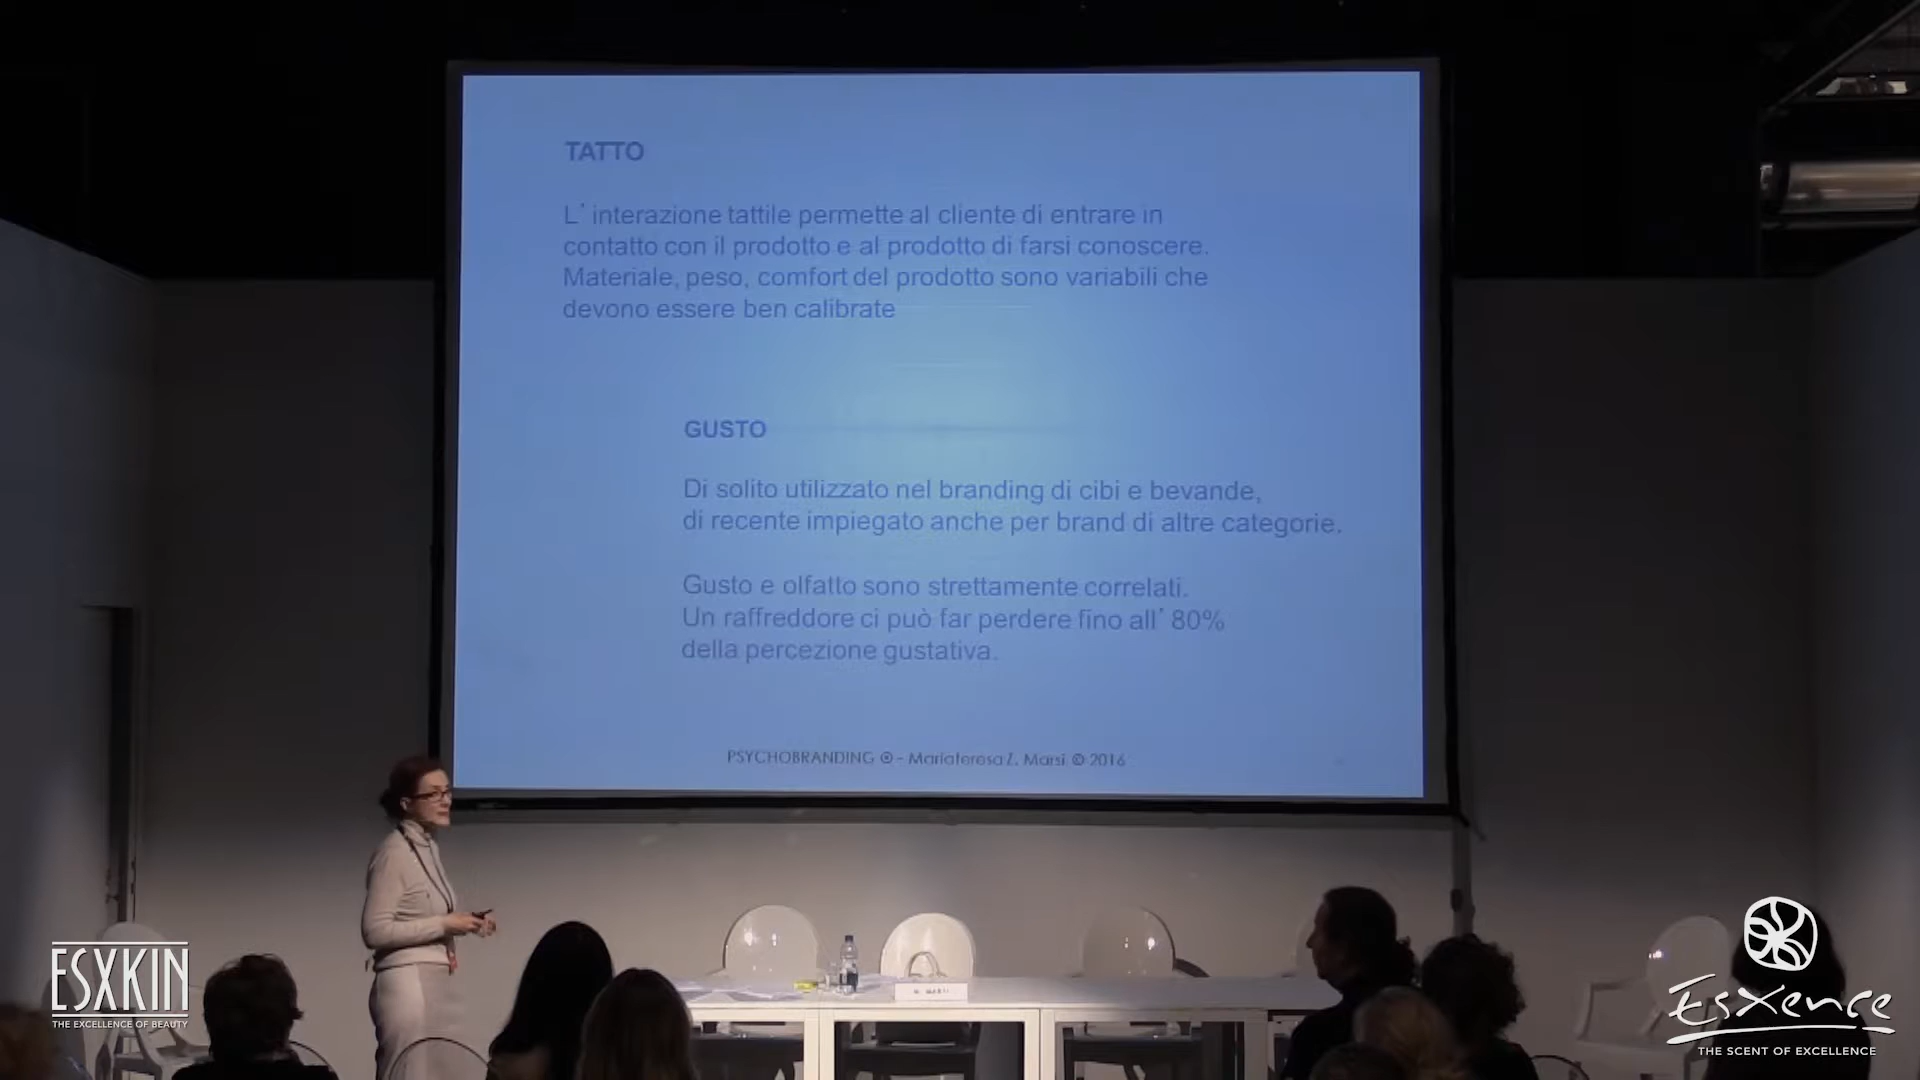 TATTO
L' interazione tattile permette al cliente di entrare in
contatto con il prodotto e al prodotto di farsi conoscere.
Materiale, peso, comfort del prodotto sono variabili che
devono essere ben calibrate
GUSTO
Di solito utilizzato nel branding di cibi e bevande,
di recente impiegato anche per brand di altre categorie.
Gusto e olfatto sono strettamente correlati.
Un raffreddore ci può far perdere fino all' 80%
della percezione gustativa.
PSYCHOBRANDING ® - Mariateresa Z. Marsi © 2016
ESXKIN
THE EXCELLENCE OF BEAUTY
Esxence
THE SCENT OF EXCELLENCE